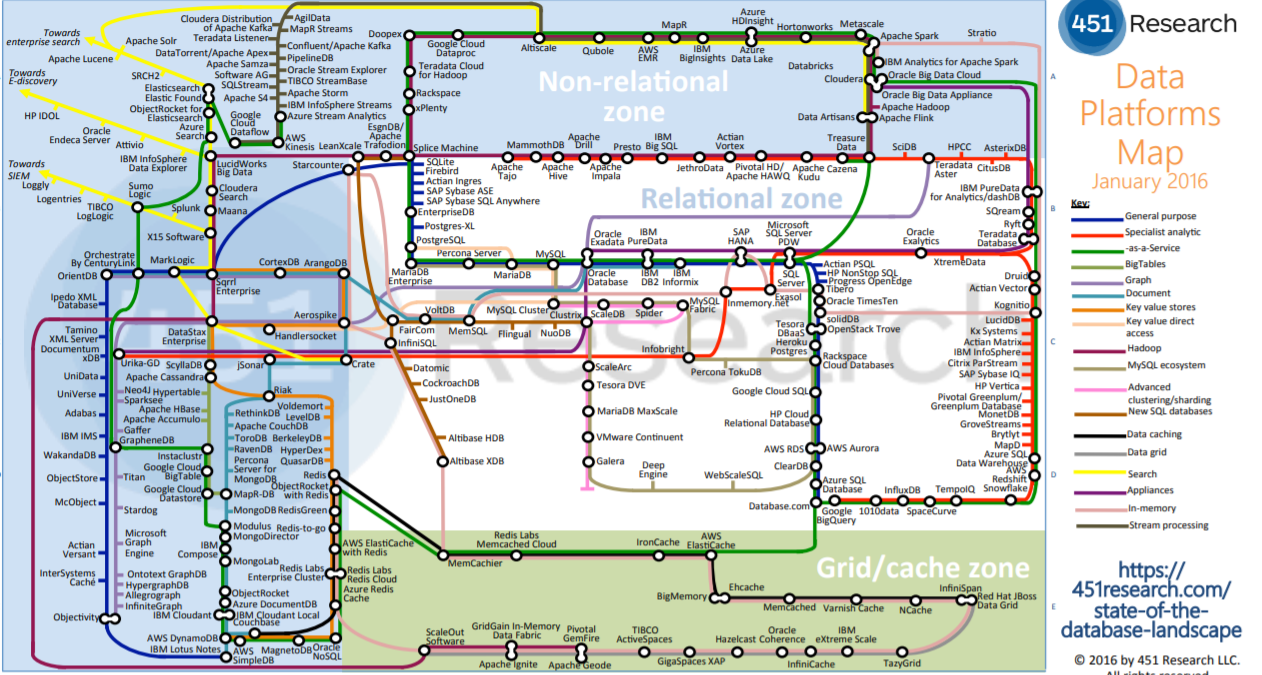 Cloudera Distribution
of Apache Kafka
Teradata Listener
DataTorrent/Apache Apex
Apache Samza
Software AG
SQLStream
Apache S4
AgilData
MapR Streams
Confluent/Apache Kafka
PipelineDB
Oracle Stream Explorer
TIBCO StreamBase
Apache Storm
IBM InfoSphere Streams
Azure Stream Analytics
AWS
Kinesis
Google
Cloud
Dataflow
Towards
enterprise search
Apache Solr
Apache Lucene
SRCH2
Elasticsearch
Elastic Found
ObjectRocket for
Elasticsearch
Azure
Search
Towards
E-discovery
HP IDOL
Oracle
Endeca Server
Attivio
IBM InfoSphere
Data Explorer
LucidWorks
Big Data
Towards
SIEM
Loggly
Logentries
TIBCO
LogLogic
Sumo
Logic
Splunk
Cloudera
Search
Maana
X15 Software
Doopex
Google Cloud
Dataproc
Altiscale
Qubole
AWS
EMR
MapR
IBM
BigInsights
Azure
HDInsight
Azure
Data Lake
Hortonworks
Metascale
Teradata Cloud
for Hadoop
Rackspace
xPlenty
Non-relational
zone
Databricks
Cloudera
Data Artisans
Treasure
Data
Apache Spark
Stratio
IBM Analytics for Apache Spark
Oracle Big Data Cloud
Oracle Big Data Appliance
Apache Hadoop
Apache Flink
EsgnDB/
Apache
Trafodion
LeanXcale
Starcounter
Splice Machine
SQLite
Firebird
Actian Ingres
SAP Sybase ASE
SAP Sybase SQL Anywhere
EnterpriseDB
Postgres-XL
PostgreSQL
MariaDB
Enterprise
MammothDB
Apache
Tajo
Apache
Hive
Apache
Drill
Apache
Impala
Presto
IBM
Big SQL
JethroData
Actian
Vortex
Pivotal HD/
Apache HAWQ
Apache
Kudu
Cazena
SciDB
Teradata
Aster
HPCC
CitusDB
AsterixDB
Relational zone
IBM PureData
for Analytics/dashDB
SQream
Ryft
Teradata
Database
Percona Server
MariaDB
MySQL
Oracle
Exadata
Oracle
Database
IBM
PureData
IBM
DB2
IBM
Informix
SAP
HANA
Microsoft
SQL Server
PDW
SQL
Server
Oracle
Exalytics
XtremeData
Orchestrate
By CenturyLink
OrientDB
MarkLogic
Sqrrl
Enterprise
CortexDB
ArangoDB
Ipedo XML
Database
Tamino
XML Server
Documentum
xDB
Urika-GD
DataStax
Enterprise
Aerospike
Handlersocket
ScyllaDB
Apache Cassandra
jSonar
Crate
VoltDB
FairCom
InfiniSQL
MemSQL
MySQL Cluster
Clustrix
Flingual
NuoDB
ScaleDB
Spider
MySQL
Fabric
Inmemory.net
Exasol
Infobright
Percona TokuDB
Actian PSQL
HP NonStop SQL
Progress OpenEdge
Tibero
Oracle TimesTen
solidDB
OpenStack Trove
Tesora
DBaaS
Heroku
Postgres
Rackspace
Cloud Databases
Google Cloud SQL
HP Cloud
Relational Database
AWS RDS
AWS Aurora
ClearDB
Azure SQL
Database
Database.com
Google
BigQuery
1010data
InfluxDB
SpaceCurve
TempoIQ
Druid
Actian Vector
Kognitio
LucidDB
Kx Systems
Actian Matrix
IBM InfoSphere
Citrix ParStream
SAP Sybase IQ
HP Vertica
Pivotal Greenplum/
Greenplum Database
MonetDB
GroveStreams
Brytlyt
MapD
Azure SQL
Data Warehouse
AWS
Redshift
Snowflake
Datomic
CockroachDB
JustOneDB
Altibase HDB
Altibase XDB
ScaleArc
Tesora DVE
MariaDB MaxScale
VMware Continuent
Galera
Deep
Engine
WebScaleSQL
UniData
UniVerse
Adabas
IBM IMS
WakandaDB
ObjectStore
McObject
Actian
Versant
InterSystems
Caché
Objectivity
Neo4J
Sparksee
Gaffer
GrapheneDB
Titan
Stardog
Microsoft
Graph
Engine
Ontotext GraphDB
HypergraphDB
Allegrograph
InfiniteGraph
Hypertable
Apache HBase
Apache Accumulo
Instaclustr
Google Cloud
BigTable
Google Cloud
Datastore
Riak
RethinkDB
Apache CouchDB
ToroDB
RavenDB
Percona
Server for
MongoDB
MapR-DB
MongoDB
Modulus
MongoDirector
IBM
Compose
MongoLab
ObjectRocket
Azure DocumentDB
IBM Cloudant
IBM Cloudant Local
Couchbase
AWS DynamoDB
IBM Lotus Notes
AWS
SimpleDB
MagnetoDB
Oracle
NoSQL
Voldemort
LevelDB
BerkeleyDB
HyperDex
QuasarDB
Redis
ObjectRocket
with Redis
RedisGreen
Redis-to-go
AWS ElastiCache
with Redis
Redis Labs
Enterprise Cluster
Redis Labs
Redis Cloud
Azure Redis
Cache
MemCachier
Redis Labs
Memcached Cloud
IronCache
AWS
ElastiCache
Grid/cache zone
BigMemory
Ehcache
Memcached
Varnish Cache
NCache
InfiniSpan
Red Hat JBoss
Data Grid
ScaleOut
Software
GridGain In-Memory
Data Fabric
Apache Ignite
Pivotal
GemFire
Apache Geode
TIBCO
ActiveSpaces
GigaSpaces XAP
Hazelcast
Oracle
Coherence
InfiniCache
IBM
eXtreme Scale
TazyGrid
451 Research
A
B
C
D
E
451 Research
Data
Platforms
Map
January 2016
Key:
General purpose
Specialist analytic
-as-a-Service
BigTables
Graph
Document
Key value stores
Key value direct
access
Hadoop
MySQL ecosystem
Advanced
clustering/sharding
New SQL databases
Data caching
Data grid
Search
Appliances
In-memory
Stream processing
https://
451research.com/
state-of-the-
database-landscape
© 2016 by 451 Research LLC.
All rights reserved